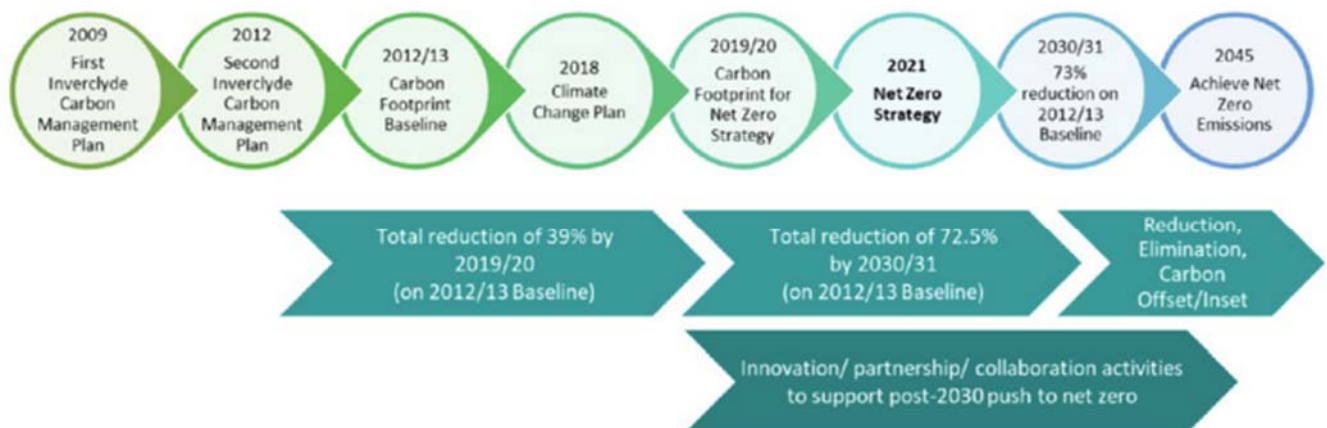 2009
First
Inverclyde
Carbon
Management
Plan
2012
Second
Inverclyde
Carbon
Management
Plan
2012/13
Carbon
Footprint
Baseline
2018
Climate
Change Plan
2019/20
Carbon
Footprint for
Net Zero
Strategy
2021
Net Zero
Strategy
2030/31
73%
reduction on
2012/13
Baseline
2045
Achieve Net
Zero
Emissions
Total reduction of 39% by
2019/20
(on 2012/13 Baseline)
Total reduction of 72.5%
by 2030/31
(on 2012/13 Baseline)
Reduction,
Elimination,
Carbon
Offset/Inset
Innovation/ partnership/ collaboration activities
to support post-2030 push to net zero